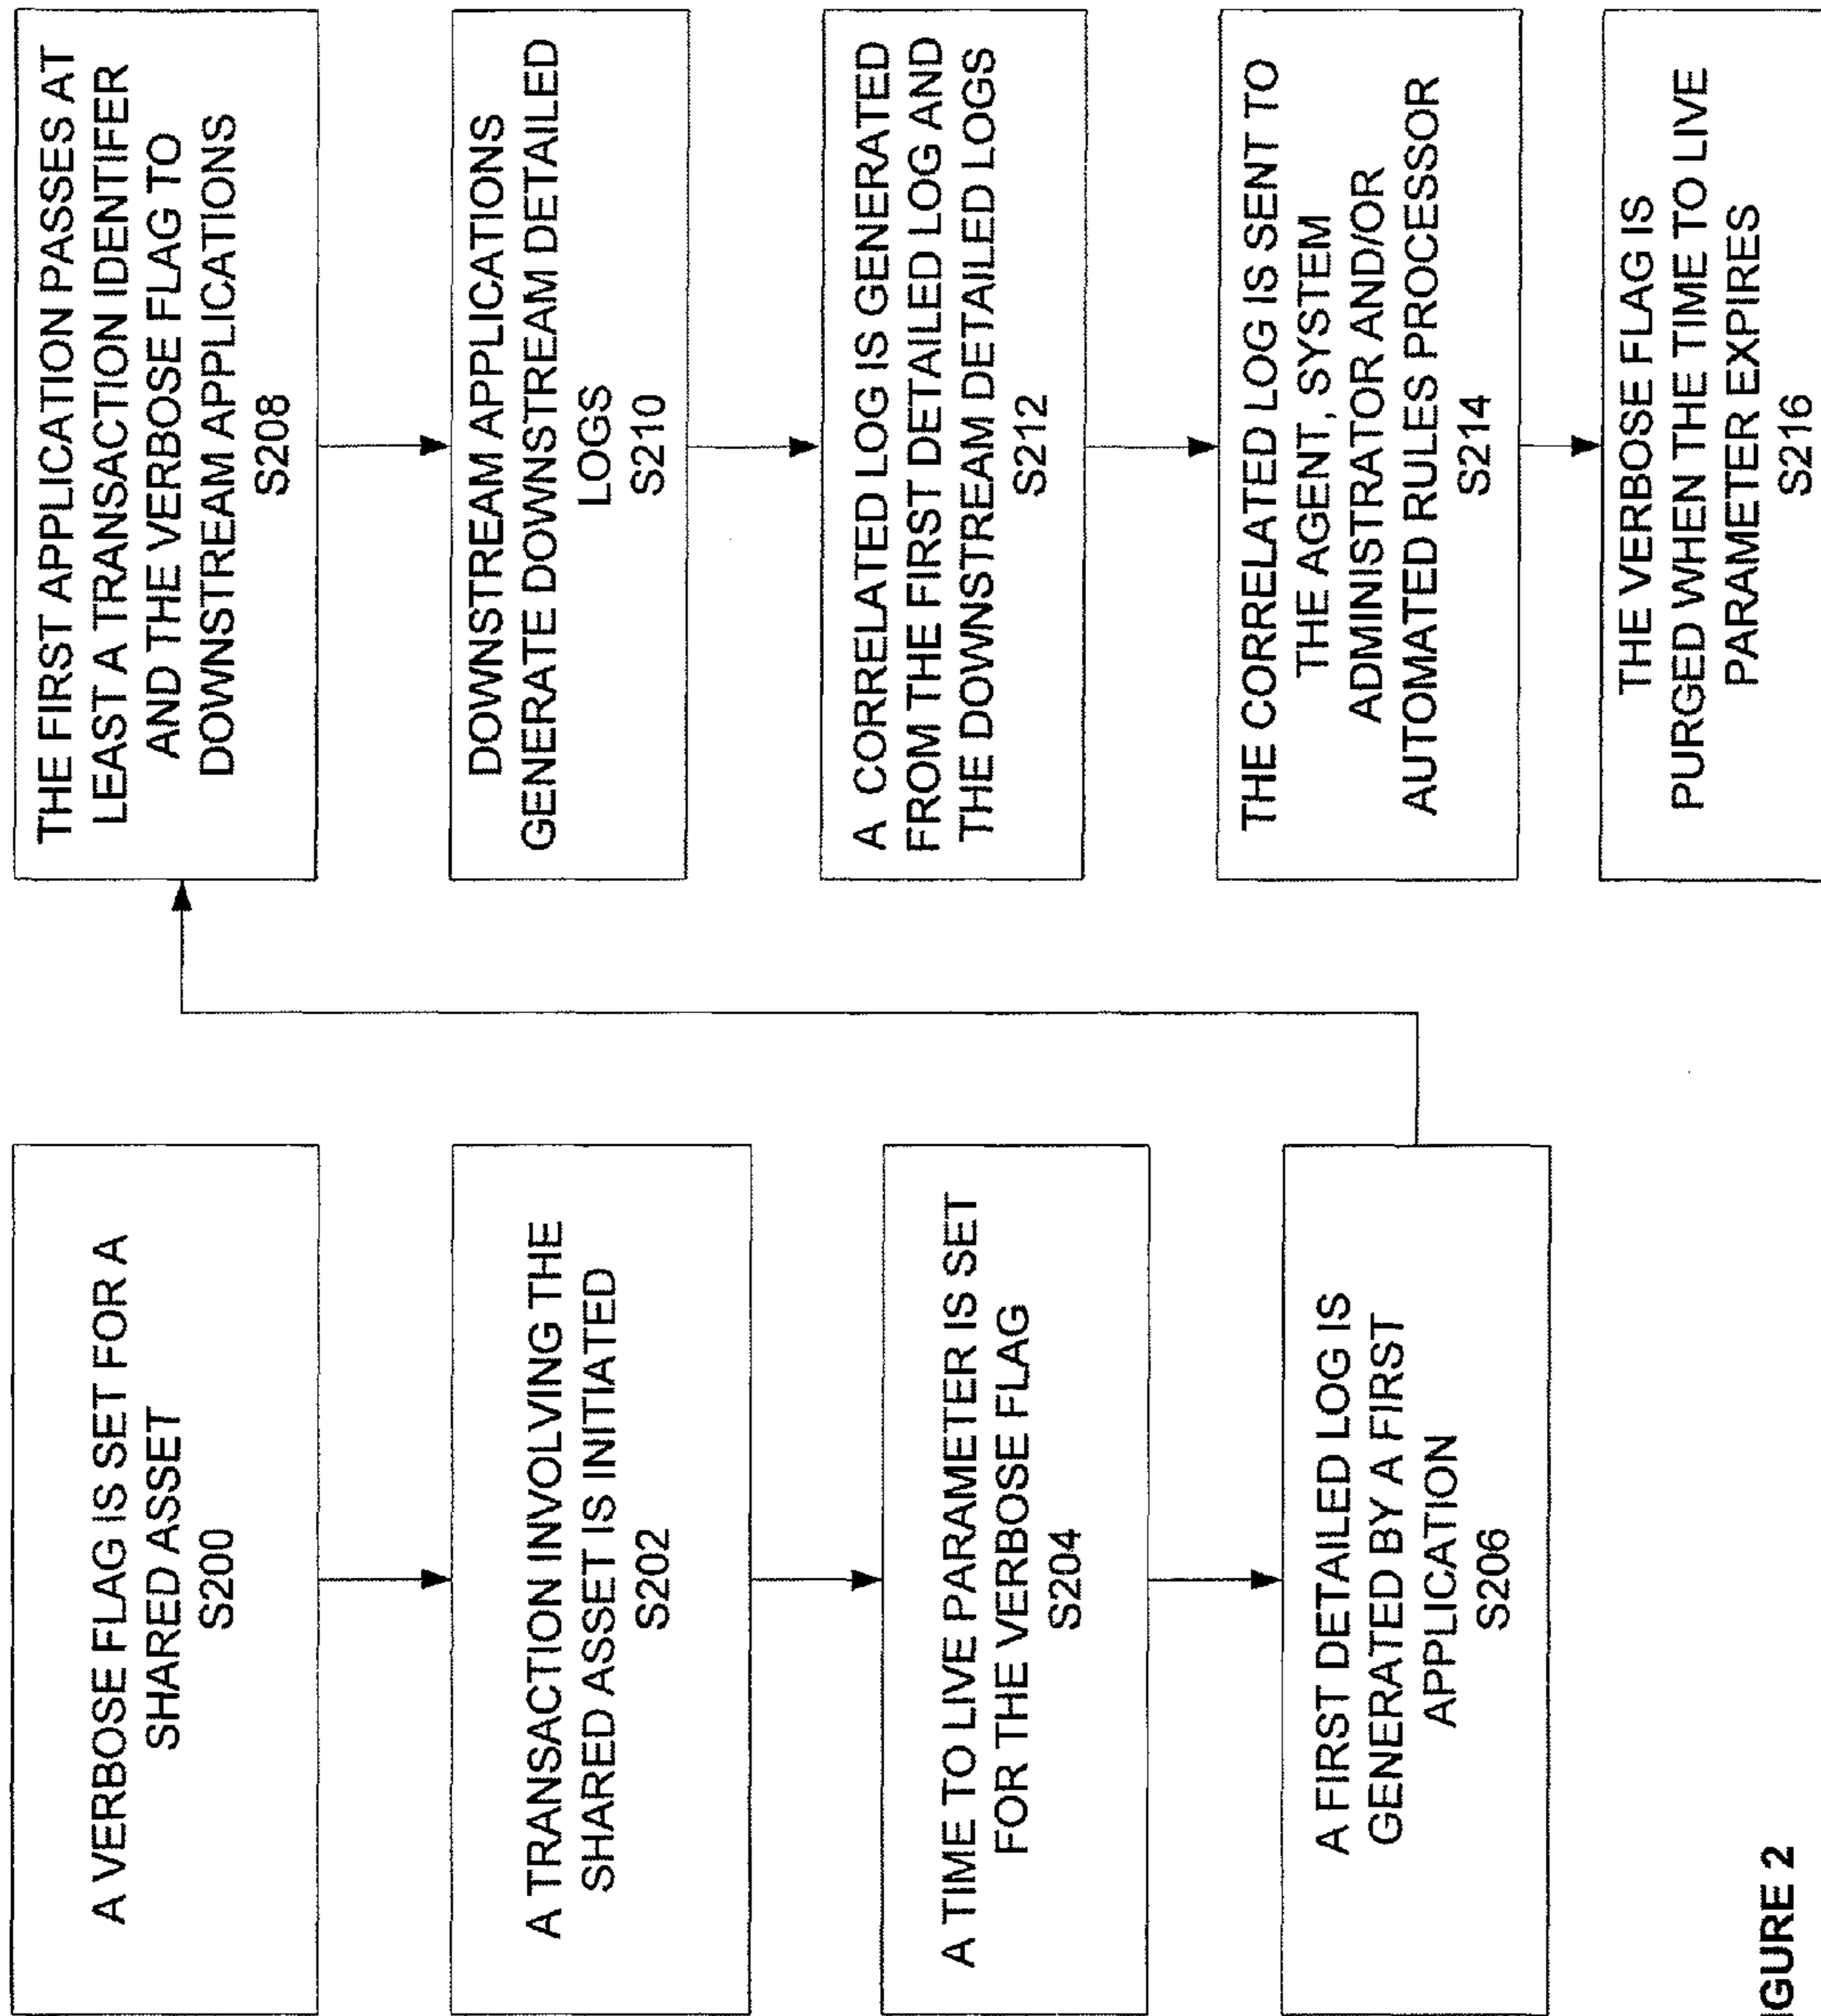 A VERBOSE FLAG IS SET FOR A
SHARED ASSET
S200
A TRANSACTION INVOLVING THE
SHARED ASSET IS INITIATED
S202
A TIME TO LIVE PARAMETER IS SET
FOR THE VERBOSE FLAG
S204
A FIRST DETAILED LOG IS
GENERATED BY A FIRST
APPLICATION
S206
THE FIRST APPLICATION PASSES AT
LEAST A TRANSACTION IDENTIFER
AND THE VERBOSE FLAG TO
DOWNSTREAM APPLICATIONS
S208
DOWNSTREAM APPLICATIONS
GENERATE DOWNSTREAM DETAILED
LOGS
S210
A CORRELATED LOG IS GENERATED
FROM THE FIRST DETAILED LOG AND
THE DOWNSTREAM DETAILED LOGS
S212
THE CORRELATED LOG IS SENT TO
THE AGENT, SYSTEM
ADMINISTRATOR AND/OR
AUTOMATED RULES PROCESSOR
S214
THE VERBOSE FLAG IS
PURGED WHEN THE TIME TO LIVE
PARAMETER EXPIRES
S216
GURE 2